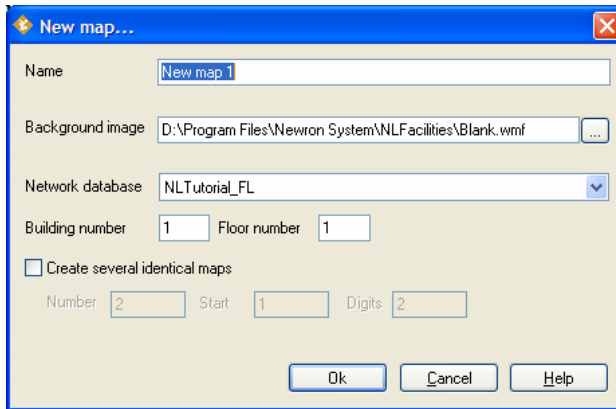 New map...
Name New map 1
Background image D:\Program Files\Newron System\NLFacilities\Blank.wmf ...
Network database NLTutorial_FL
Building number 1 Floor number 1
Create several identical maps
Number 2 Start 1 Digits 2
Ok Cancel Help